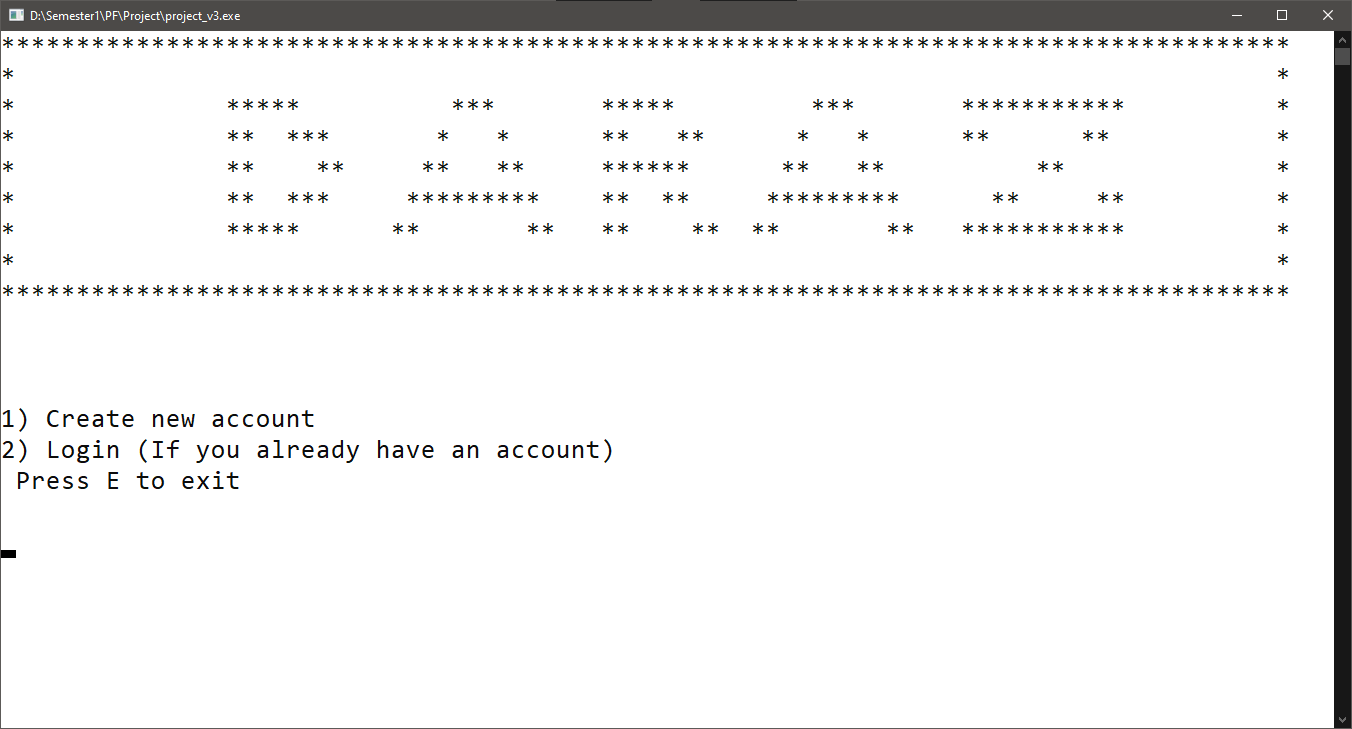 D:\Semester1\PF\Project\project_v3.exe
DARAZ
1) Create new account
2) Login (If you already have an account)
Press E to exit